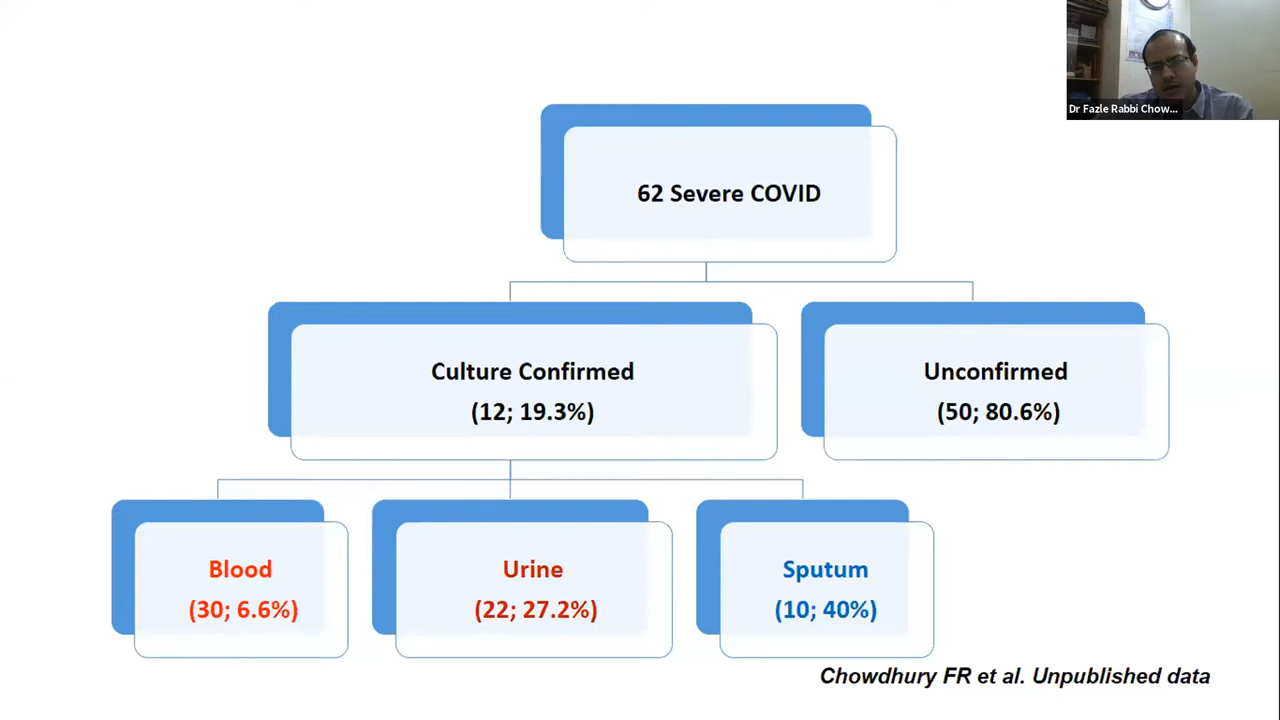 Dr Fazle Rabbi Chow...
62 Severe COVID
Culture Confirmed
(12; 19.3%)
Unconfirmed
(50; 80.6%)
Blood
(30; 6.6%)
Urine
(22; 27.2%)
Sputum
(10; 40%)
Chowdhury FR et al. Unpublished data